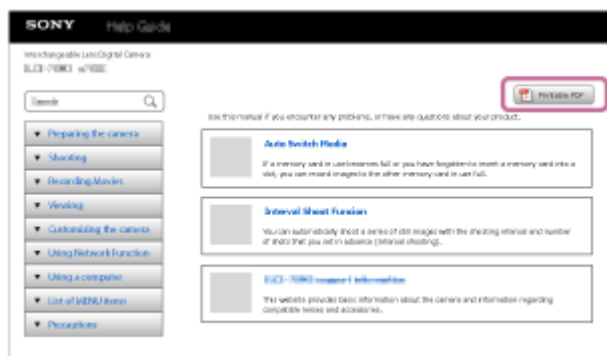 SONY Help Guide
Interchangeable Lens Digital Camera
Search
Printable PDF
Use this manual if you encounter any problems, or have any questions about your product.
Preparing the camera
Shooting
Recording Movies
Viewing
Customizing the camera
Using Network Function
Using a computer
List of MENU items
Precautions
Auto Switch Media
If a memory card in use becomes full or you have forgotten to insert a memory card into a
slot, you can record images to the other memory card in use full.
Interval Shoot Funsion
You can automatically shoot a series of still images with the shooting interval and number
of shots that you set in advance (interval shooting).
support information
This website provides basic information about the camera and information regarding
compatible lenses and accessories.